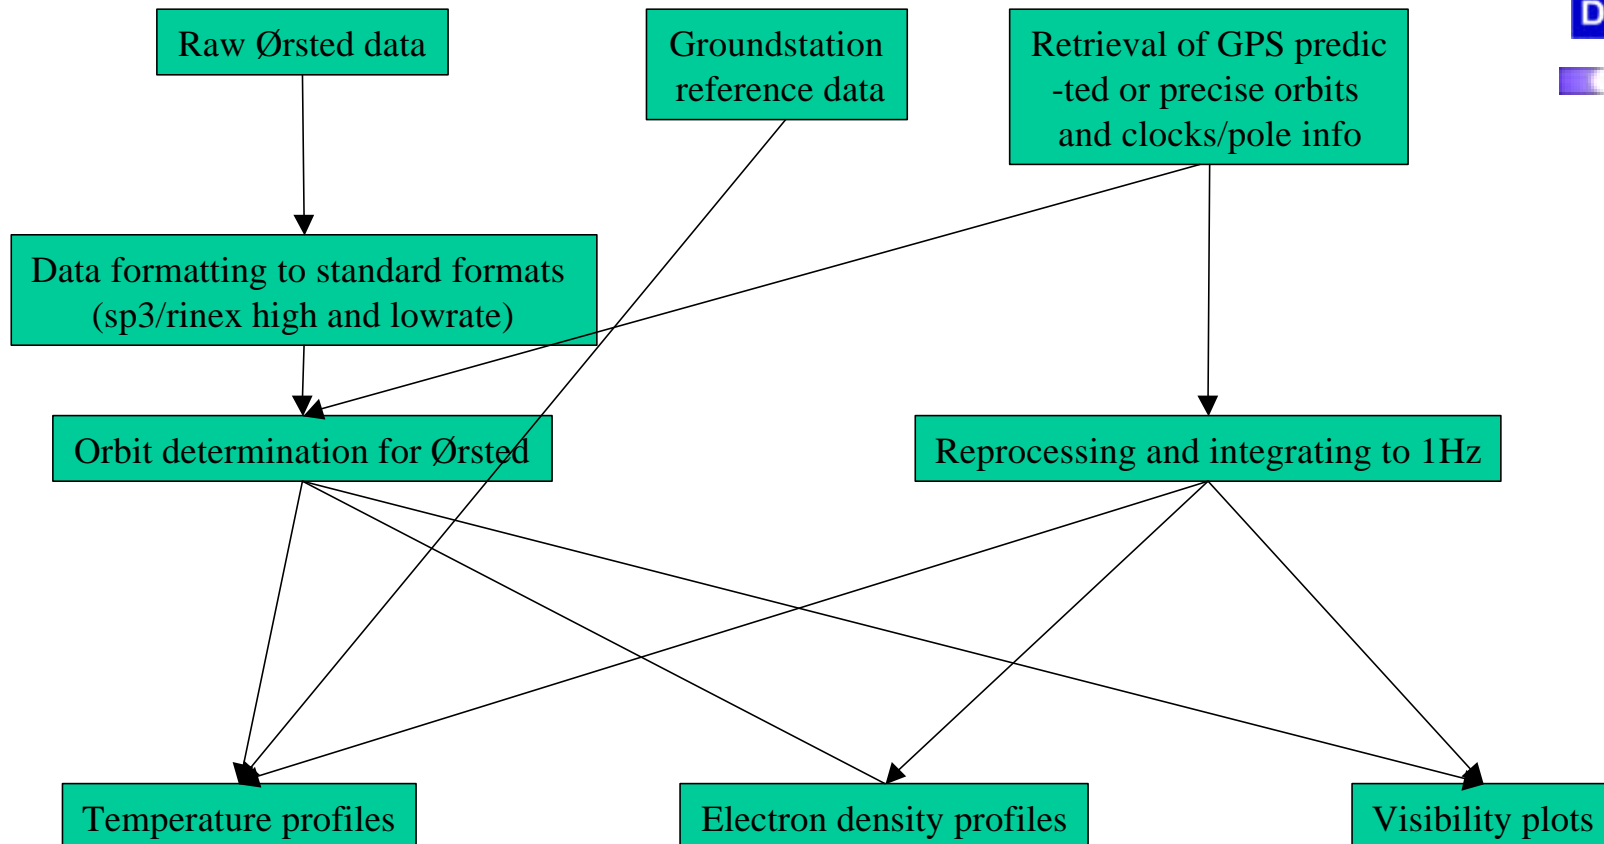 Raw Ørsted data
Groundstation
reference data
Retrieval of GPS predic
-ted or precise orbits
and clocks/pole info
D
Data formatting to standard formats
(sp3/rinex high and lowrate)
Orbit determination for Ørsted
Reprocessing and integrating to 1Hz
Temperature profiles
Electron density profiles
Visibility plots